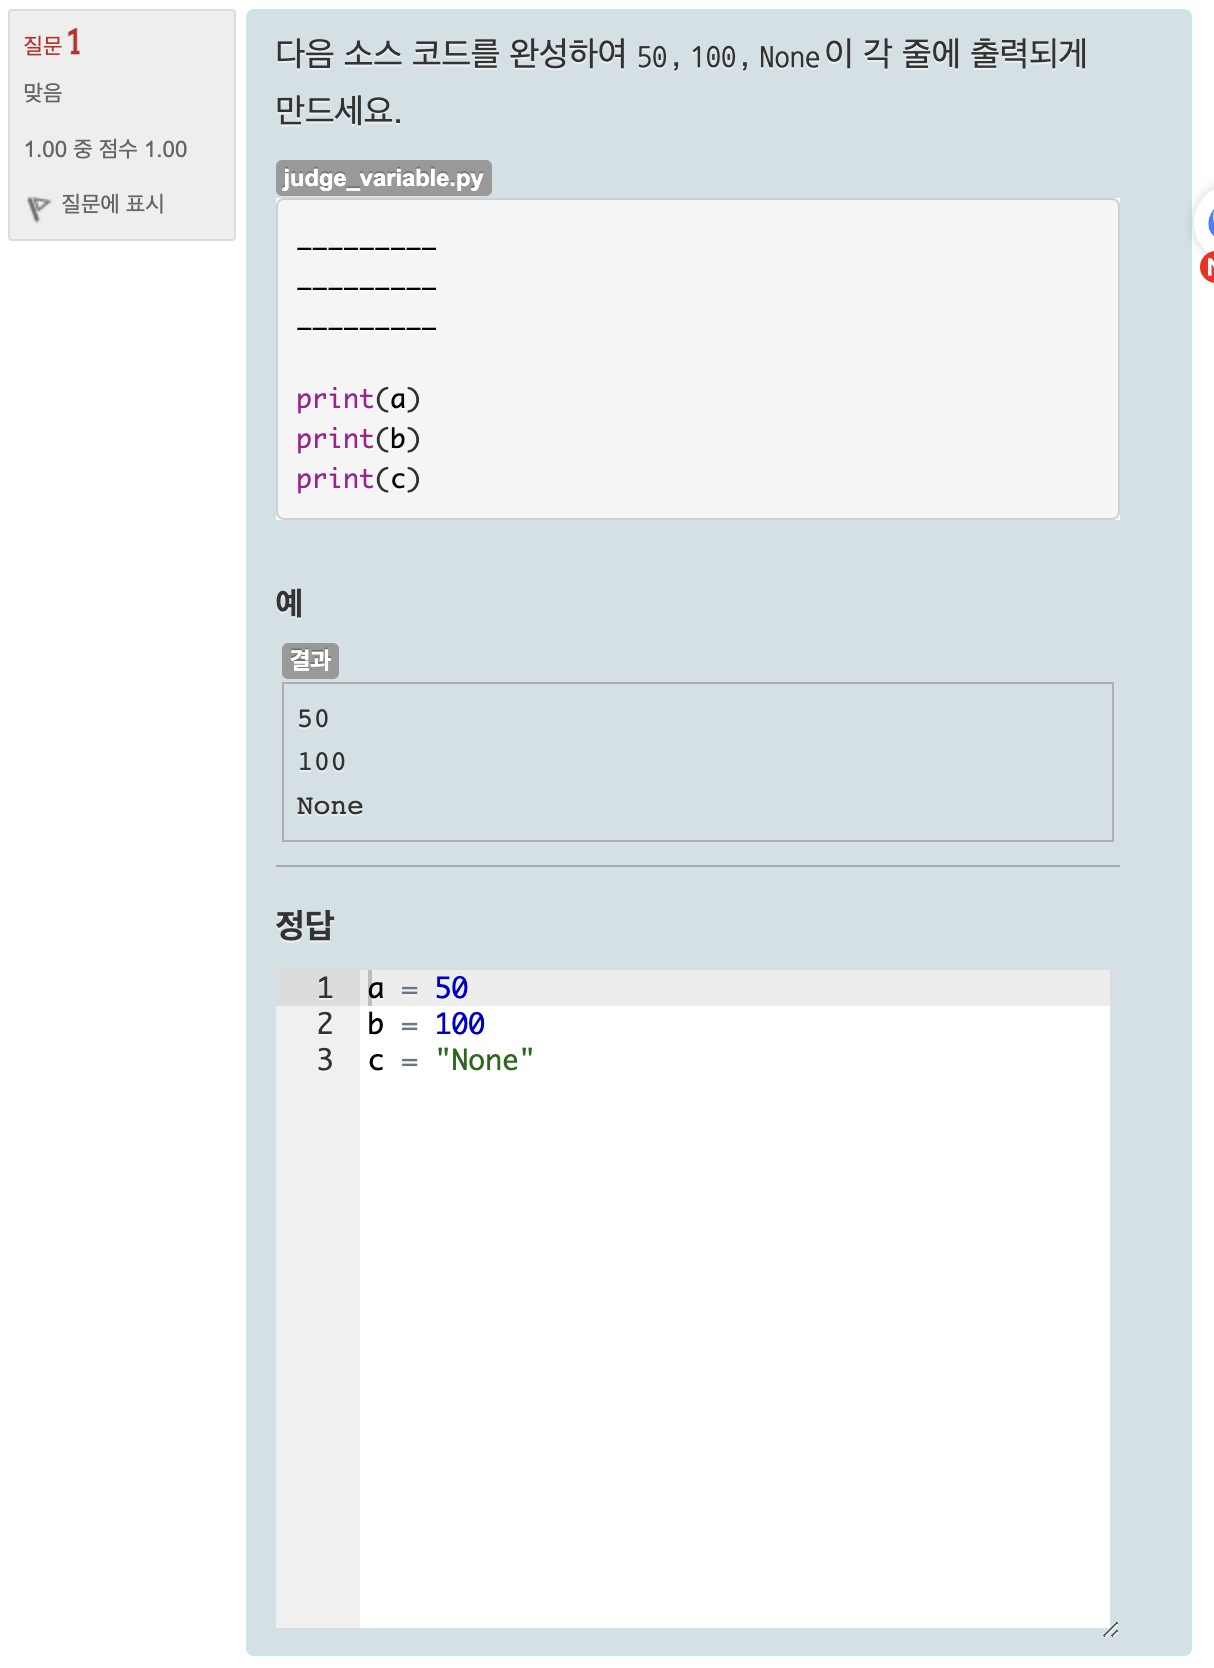 질문 1
맞음
1.00 중 점수 1.00
질문에 표시
다음 소스 코드를 완성하여 50, 100, None이 각 줄에 출력되게
만드세요.
judge_variable.py
_________
_________
_________
print(a)
print(b)
print(c)
예
결과
50
100
None
정답
1 a = 50
2 b = 100
3 c = "None"